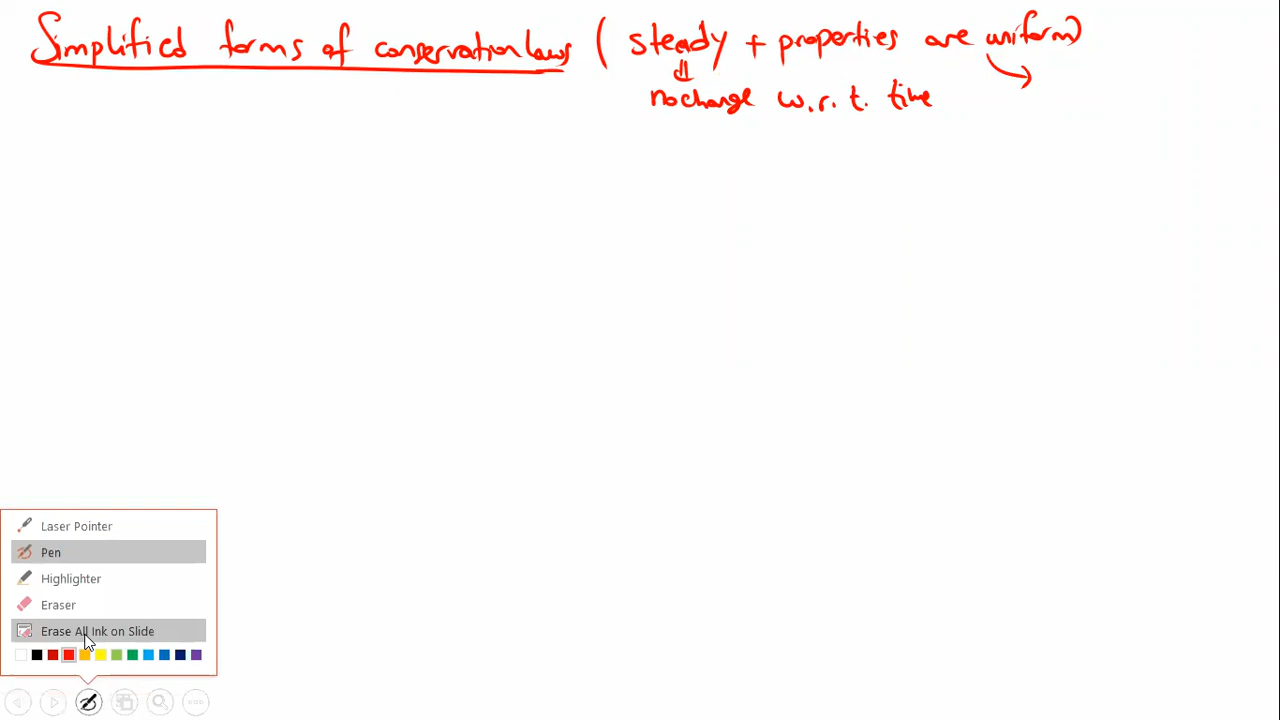 Simplified forms of conservation laws ( steady + properties are uniform)
no change w.r.t. time
Laser Pointer
Pen
Highlighter
Eraser
Erase All Ink on Slide